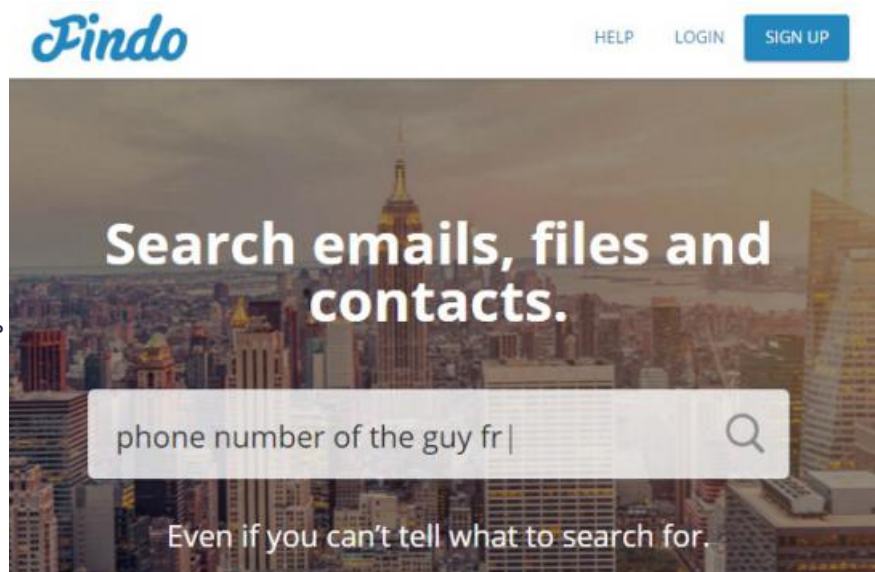 Findo
HELP LOGIN SIGN UP
Search emails, files and
contacts.
phone number of the guy fr|
Even if you can’t tell what to search for.